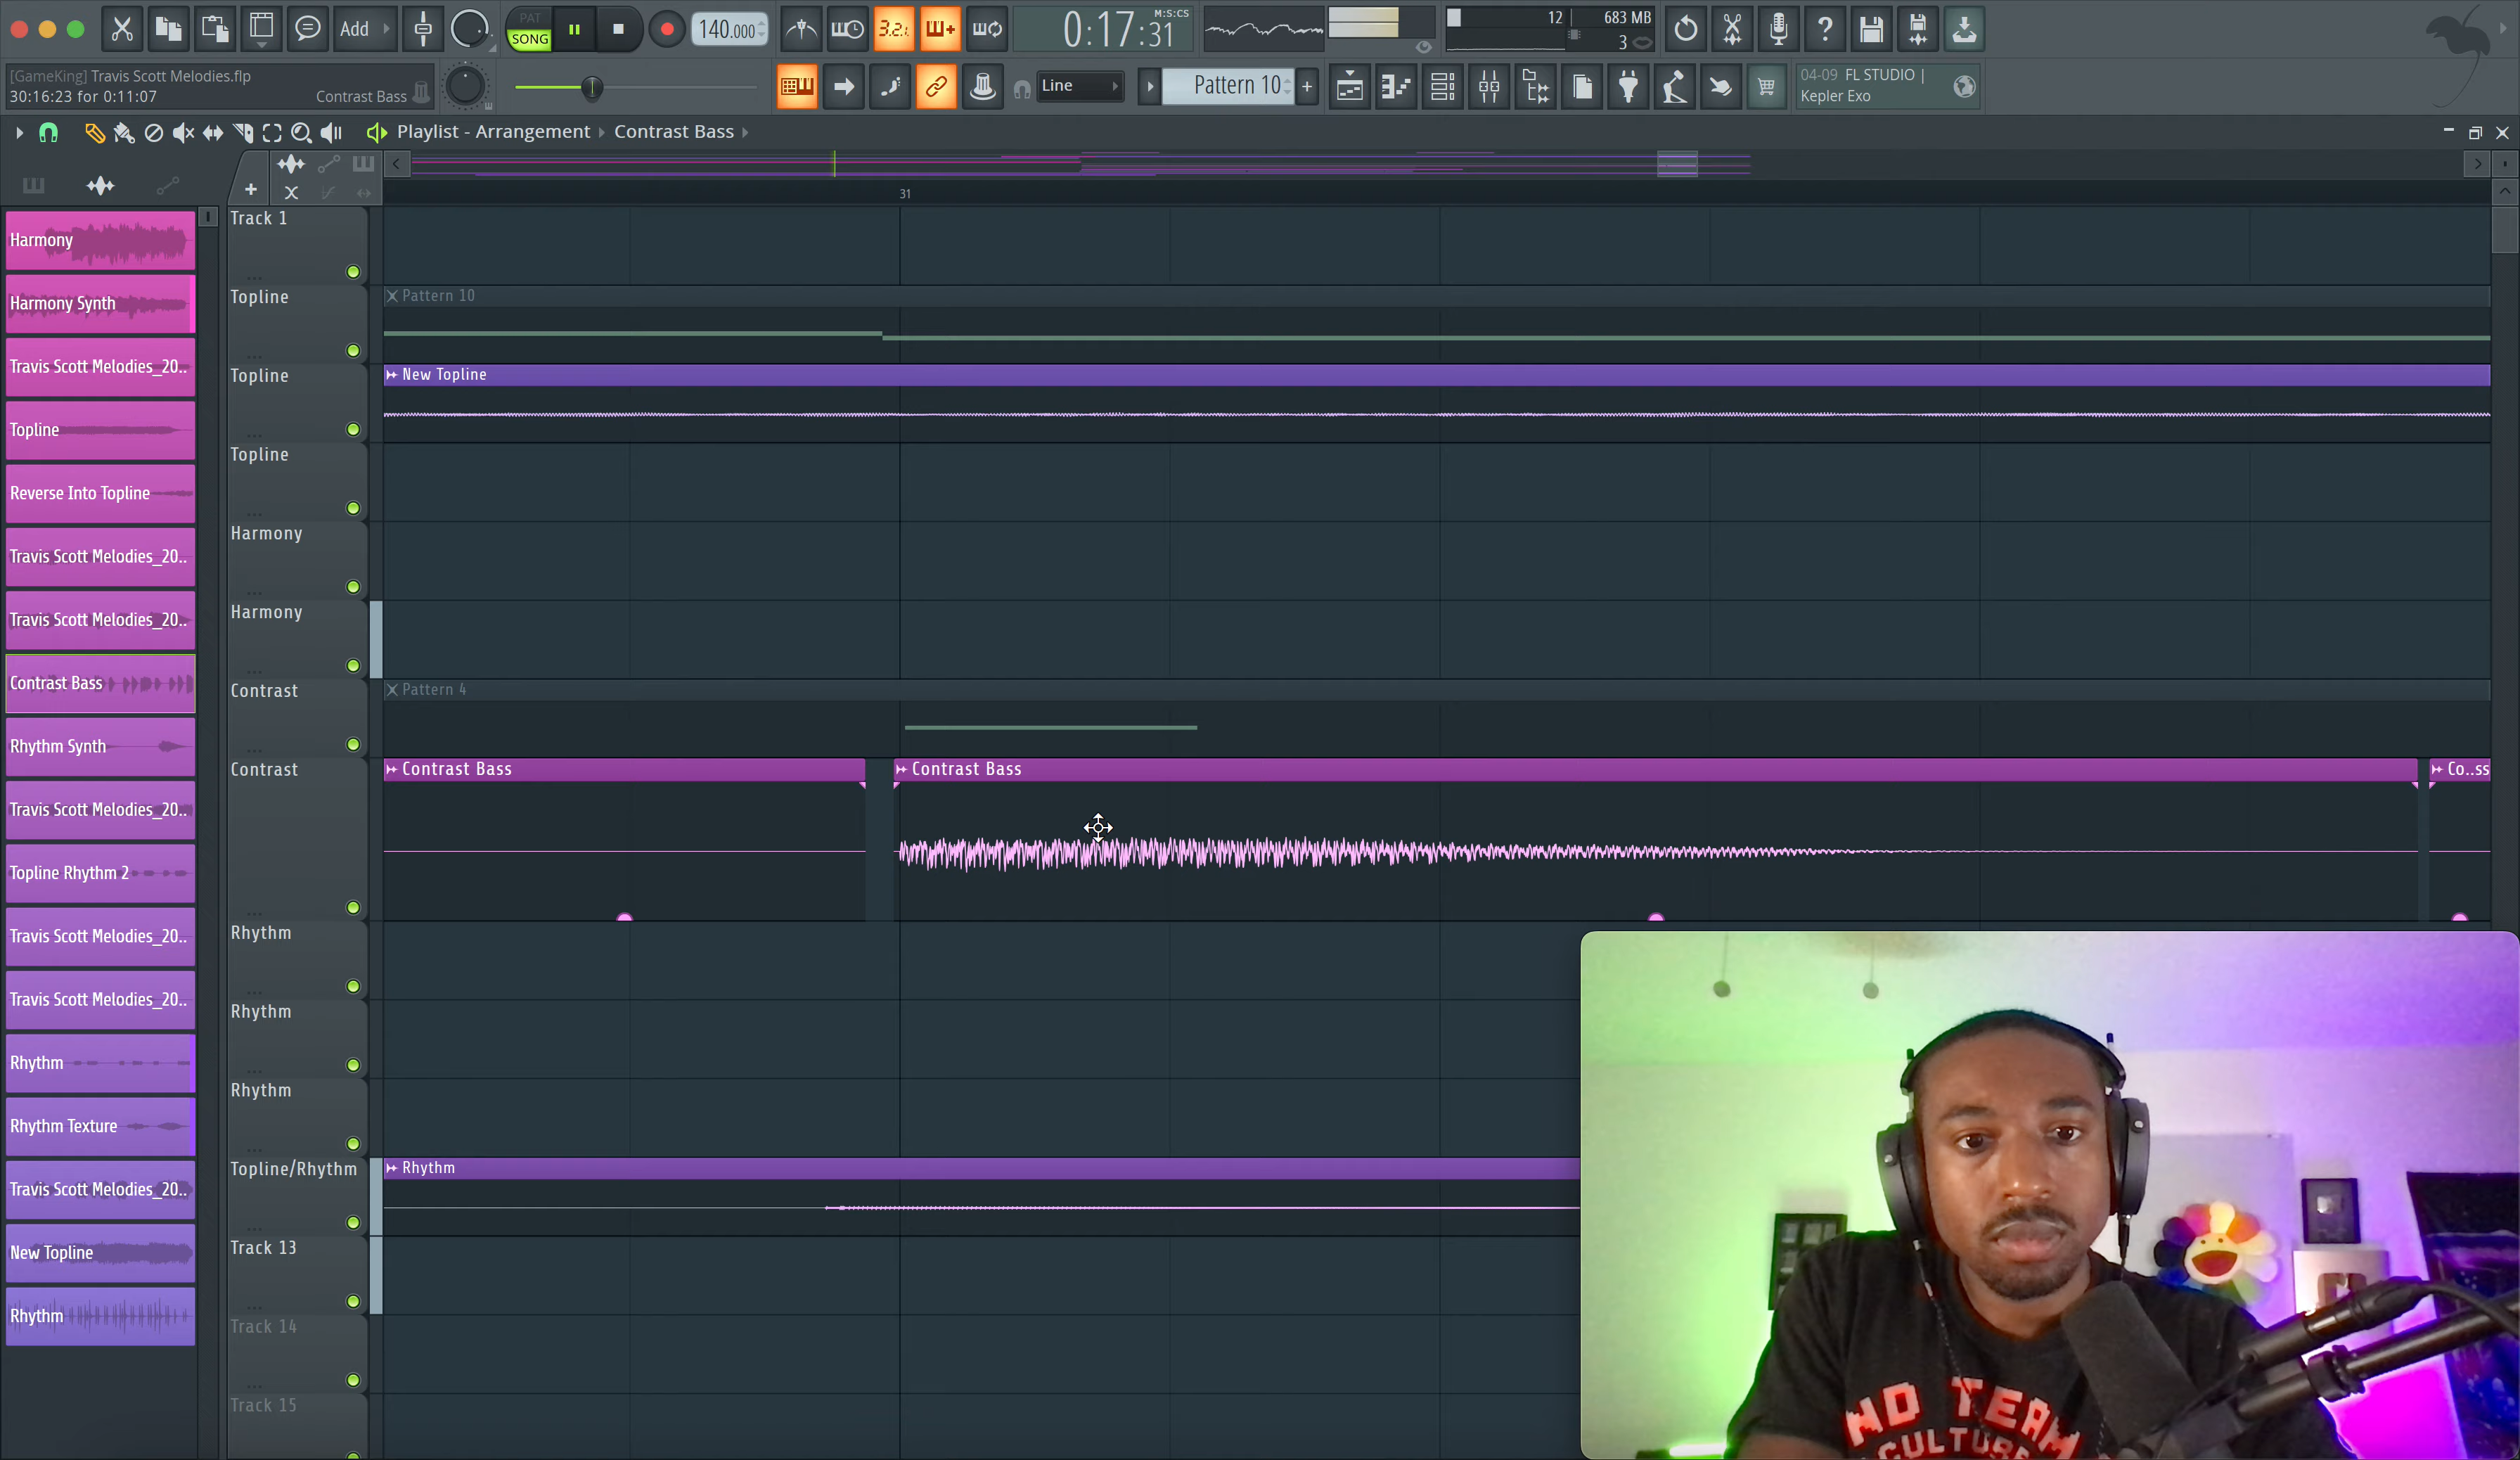 Add
PAT
SONG
140.000
3.2.1
0:17:31
M:S:CS
12
683 MB
3
?
[GameKing] Travis Scott Melodies.flp
30:16:23 for 0:11:07
Contrast Bass
Line
Pattern 10
+
04-09 FL STUDIO |
Kepler Exo
Playlist - Arrangement
Contrast Bass
+
31
Harmony
Harmony Synth
Travis Scott Melodies_20..
Topline
Reverse Into Topline
Travis Scott Melodies_20..
Travis Scott Melodies_20..
Contrast Bass
Rhythm Synth
Travis Scott Melodies_20..
Topline Rhythm 2
Travis Scott Melodies_20..
Travis Scott Melodies_20..
Rhythm
Rhythm Texture
Travis Scott Melodies_20..
New Topline
Rhythm
Track 1
Topline
Pattern 10
Topline
New Topline
Topline
Harmony
Harmony
Contrast
Pattern 4
Contrast
Contrast Bass
Contrast Bass
Co..ss
Rhythm
Rhythm
Rhythm
Topline/Rhythm
Rhythm
Track 13
Track 14
Track 15
NO TEAM
CULTURE